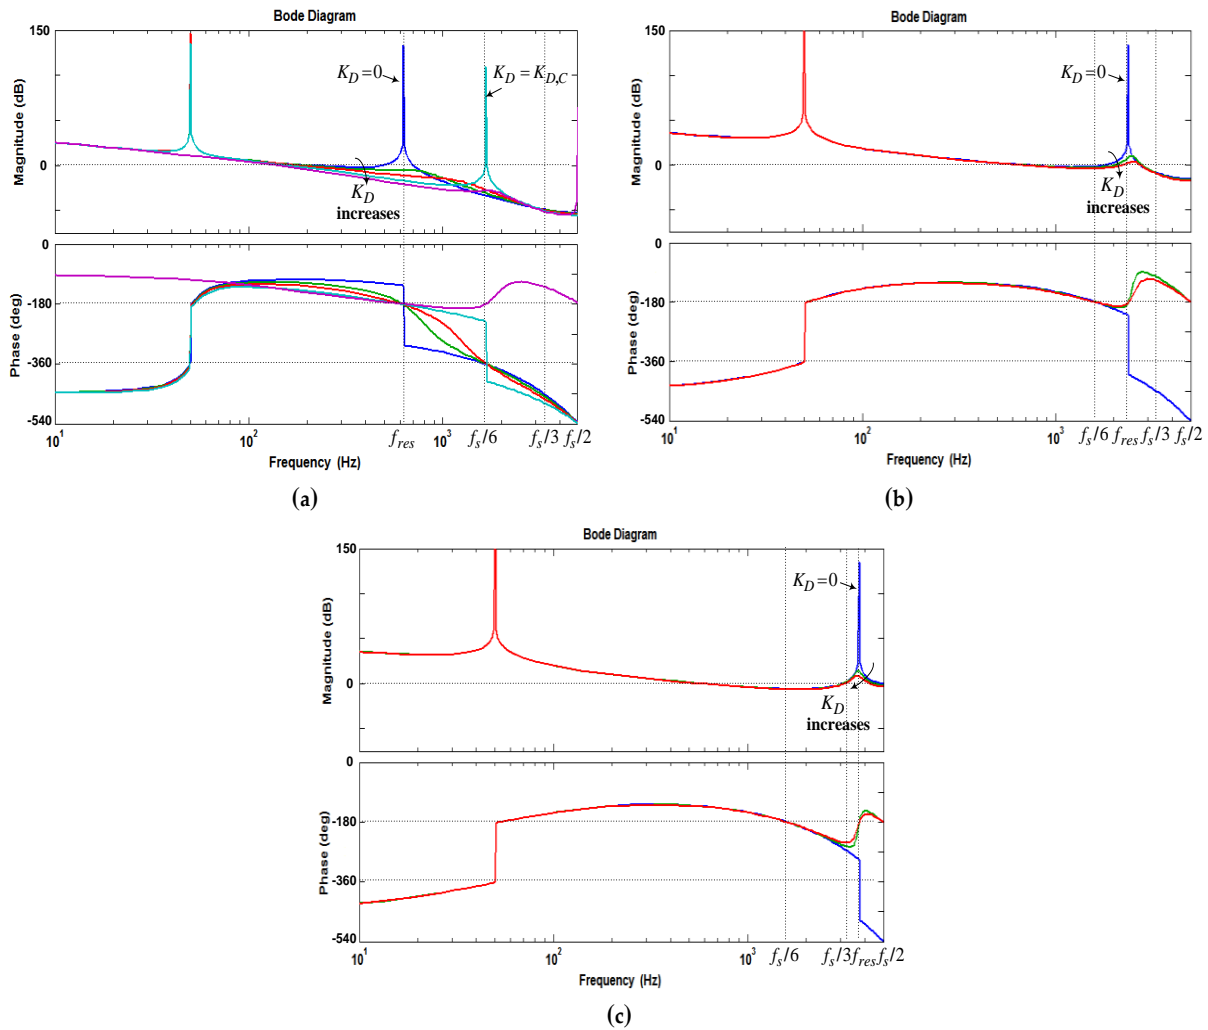 Bode Diagram
150
0
Magnitude (dB)
K_D=0
K_D = K_D,C
K_D
increases
0
-180
-360
-540
Phase (deg)
10^1
10^2
f_res
10^3
f_s/6
f_s/3
f_s/2
Frequency (Hz)
(a)
Bode Diagram
150
0
Magnitude (dB)
K_D=0
K_D
increases
0
-180
-360
-540
Phase (deg)
10^1
10^2
10^3
f_s/6
f_res
f_s/3
f_s/2
Frequency (Hz)
(b)
Bode Diagram
150
0
Magnitude (dB)
K_D=0
K_D
increases
0
-180
-360
-540
Phase (deg)
10^1
10^2
10^3
f_s/6
f_s/3
f_res
f_s/2
Frequency (Hz)
(c)